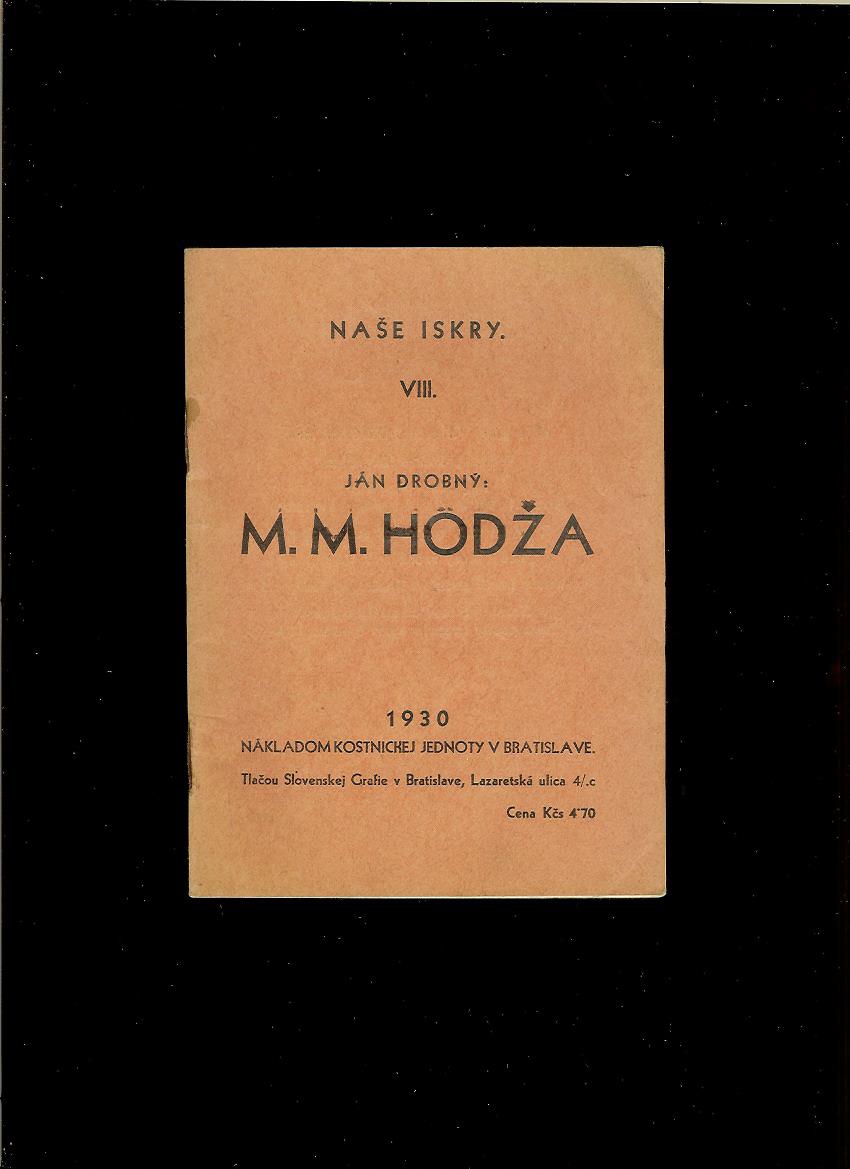 NAŠE ISKRY.
VIII.
JÁN DROBNÝ:
M. M. HODŽA
1930
NÁKLADOM KOSTNICKEJ JEDNOTY V BRATISLAVE.
Tlačou Slovenskej Grafie v Bratislave, Lazaretská ulica 4/.c
Cena Kčs 4·70